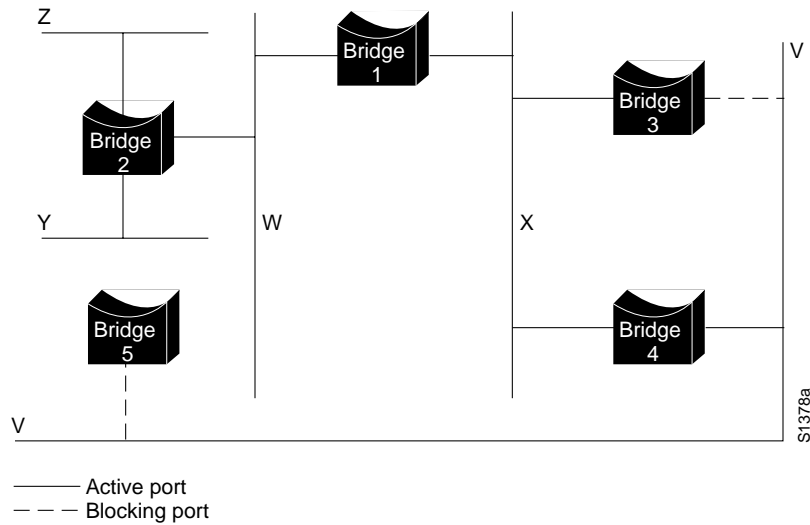 Z
V
Bridge
1
Bridge
3
Bridge
2
Y
W
X
Bridge
5
Bridge
4
V
S1378a
Active port
Blocking port